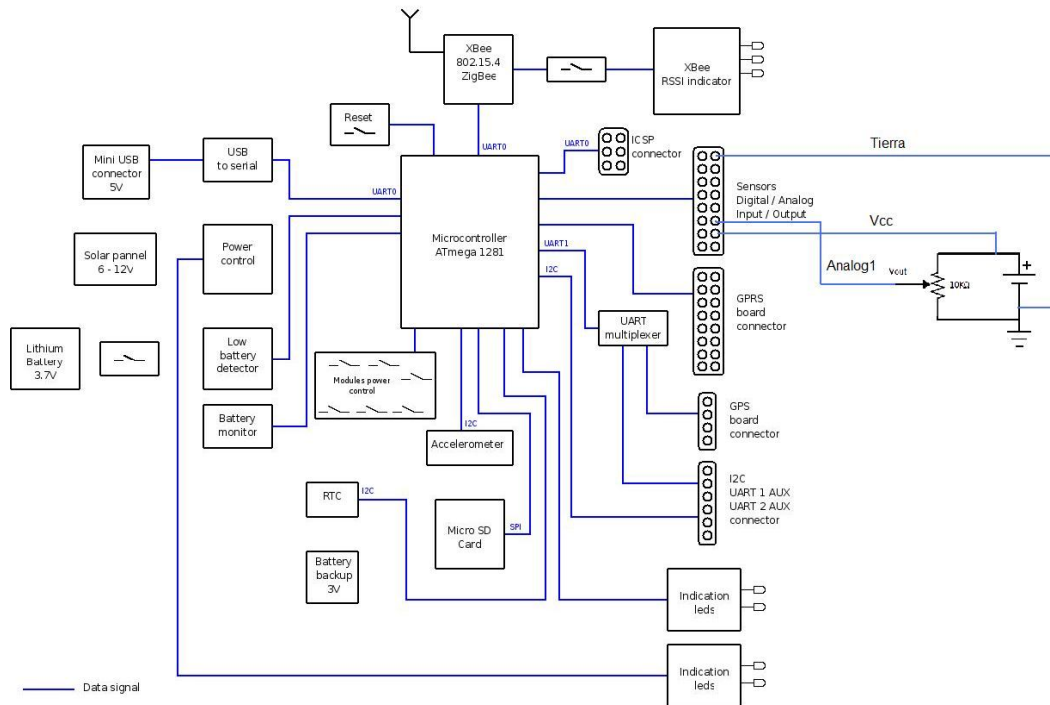 XBee
802.15.4
ZigBee
XBee
RSSI indicator
Reset
UART0
UART0
ICSP
connector
Tierra
Mini USB
connector
5V
USB
to serial
UART0
Sensors
Digital / Analog
Input / Output
Vcc
Solar pannel
6 - 12V
Power
control
Microcontroller
ATmega 1281
UART1
I2C
Analog1
Vout
10KΩ
+
GPRS
board
connector
UART
multiplexer
Lithium
Battery
3.7V
Low
battery
detector
Modules power
control
Battery
monitor
I2C
Accelerometer
GPS
board
connector
RTC
I2C
Micro SD
Card
SPI
I2C
UART 1 AUX
UART 2 AUX
connector
Battery
backup
3V
Indication
leds
Indication
leds
Data signal